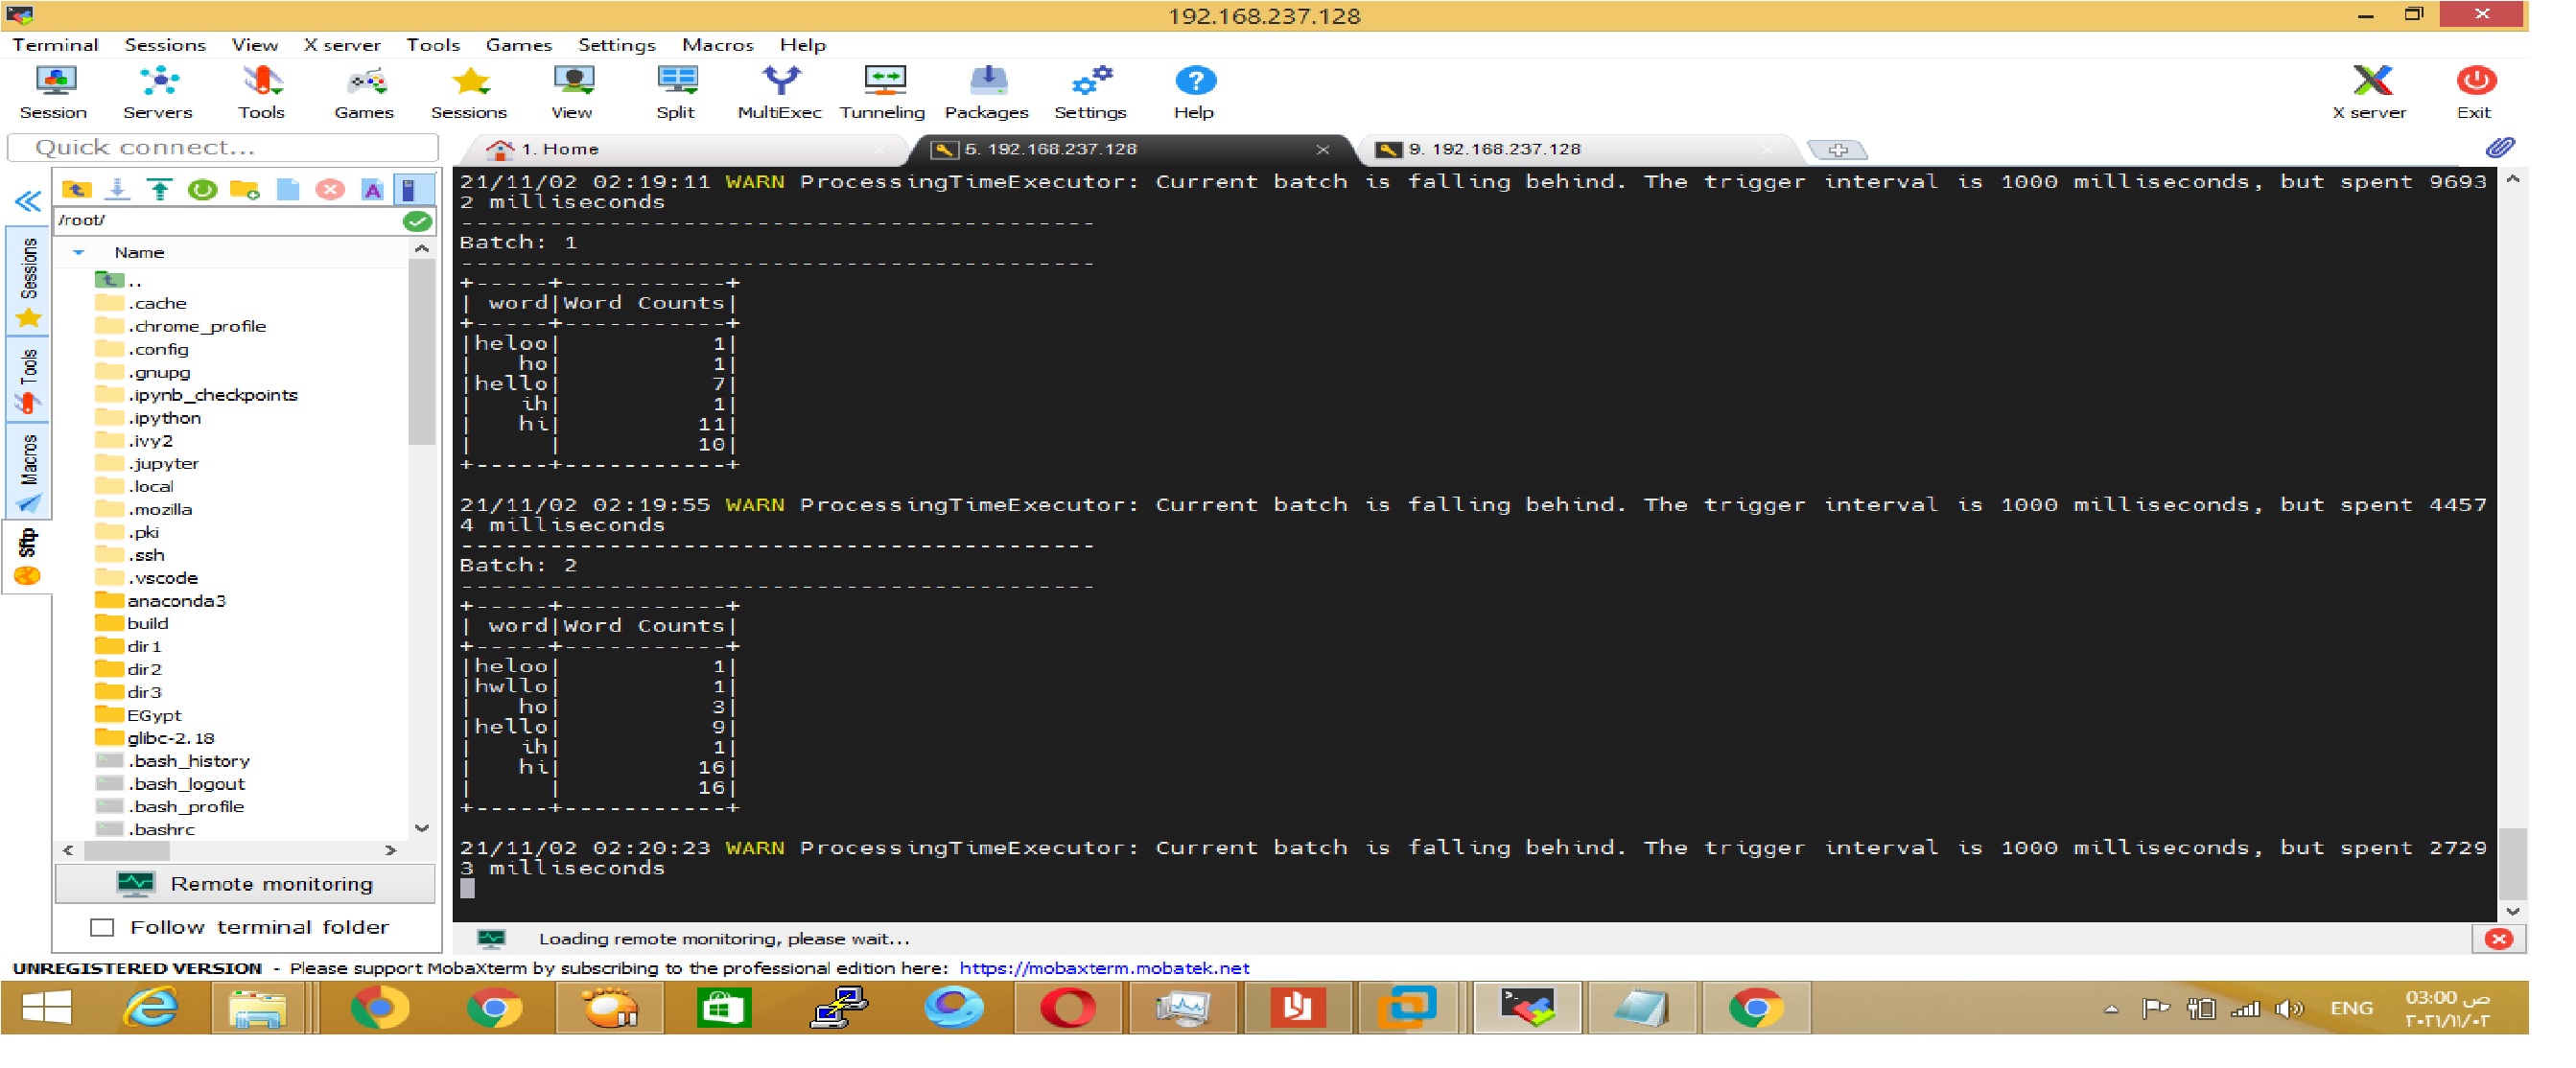 192.168.237.128
Terminal Sessions View X server Tools Games Settings Macros Help
Session Servers Tools Games Sessions View Split MultiExec Tunneling Packages Settings Help X server Exit
Quick connect...
1. Home
5. 192.168.237.128
9. 192.168.237.128
/root/
Name
..
.cache
.chrome_profile
.config
.gnupg
.ipynb_checkpoints
.ipython
.ivy2
.jupyter
.local
.mozilla
.pki
.ssh
.vscode
anaconda3
build
dir1
dir2
dir3
EGypt
glibc-2.18
.bash_history
.bash_logout
.bash_profile
.bashrc
Sessions
Tools
Macros
Sftp
Remote monitoring
Follow terminal folder
21/11/02 02:19:11 WARN ProcessingTimeExecutor: Current batch is falling behind. The trigger interval is 1000 milliseconds, but spent 9693
2 milliseconds
-------------------------------------------
Batch: 1
-------------------------------------------
+-----+-----------+
| word|Word Counts|
+-----+-----------+
|heloo|          1|
|   ho|          1|
|hello|          7|
|   ih|          1|
|   hi|         11|
|     |         10|
+-----+-----------+
21/11/02 02:19:55 WARN ProcessingTimeExecutor: Current batch is falling behind. The trigger interval is 1000 milliseconds, but spent 4457
4 milliseconds
-------------------------------------------
Batch: 2
-------------------------------------------
+-----+-----------+
| word|Word Counts|
+-----+-----------+
|heloo|          1|
|hwllo|          1|
|   ho|          3|
|hello|          9|
|   ih|          1|
|   hi|         16|
|     |         16|
+-----+-----------+
21/11/02 02:20:23 WARN ProcessingTimeExecutor: Current batch is falling behind. The trigger interval is 1000 milliseconds, but spent 2729
3 milliseconds
Loading remote monitoring, please wait...
UNREGISTERED VERSION - Please support MobaXterm by subscribing to the professional edition here: https://mobaxterm.mobatek.net
ENG
03:00 ص
٢٠٢١/١١/٠٢